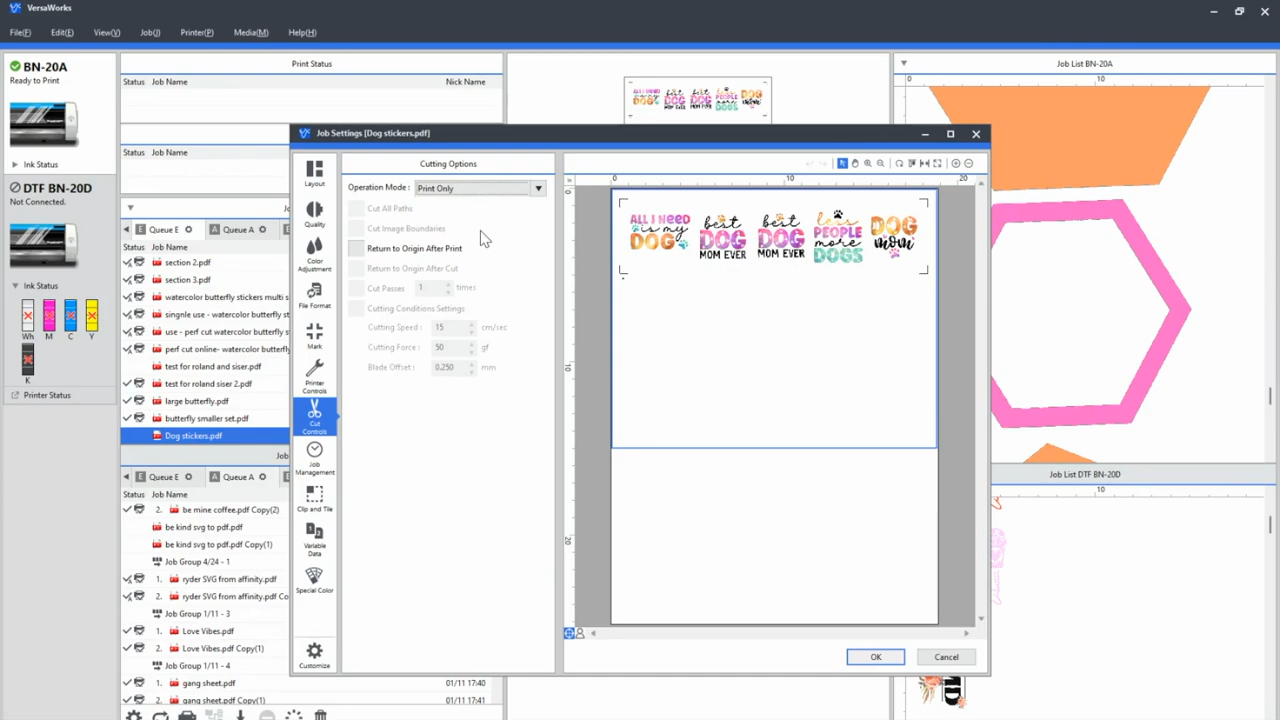 VersaWorks
File(F) Edit(E) View(V) Job(J) Printer(P) Media(M) Help(H)
BN-20A
Ready to Print
Ink Status
DTF BN-20D
Not Connected.
Ink Status
Wh M C Y
K
Printer Status
Print Status
Status Job Name Nick Name
Status Job Name
Queue E Queue A
Status Job Name
section 2.pdf
section 3.pdf
watercolor butterfly stickers multi s
singnle use - perf cut watercolor butt
use - perf cut watercolor butterfl
perf cut online- watercolor butterfl
test for roland and siser.pdf
test for roland siser 2.pdf
large butterfly.pdf
butterfly smaller set.pdf
Dog stickers.pdf
Job
Queue E Queue A
Status Job Name
2. be mine coffee.pdf Copy(2)
be kind svg to pdf.pdf
be kind svg to pdf.pdf Copy(1)
Job Group 4/24 - 1
1. ryder SVG from affinity.pdf
2. ryder SVG from affinity.pdf Co
Job Group 1/11 - 3
1. Love Vibes.pdf
2. Love Vibes.pdf Copy(1)
Job Group 1/11 - 4
1. gang sheet.pdf 01/11 17:40
2. gang sheet.pdf Copy(1) 01/11 17:41
Job Settings [Dog stickers.pdf]
Layout
Quality
Color
Adjustment
File Format
Mark
Printer
Controls
Cut
Controls
Job
Management
Clip and Tile
Variable
Data
Special Color
Customize
Cutting Options
Operation Mode : Print Only
Cut All Paths
Cut Image Boundaries
Return to Origin After Print
Return to Origin After Cut
Cut Passes 1 times
Cutting Conditions Settings
Cutting Speed : 15 cm/sec
Cutting Force : 50 gf
Blade Offset : 0.250 mm
0 10 20
0
10
20
ALL I NEED
is my
DOG
best
DOG
MOM EVER
best
DOG
MOM EVER
less
PEOPLE
more
DOGS
DOG
mom
OK Cancel
Job List BN-20A
0 10
Job List DTF BN-20D
10